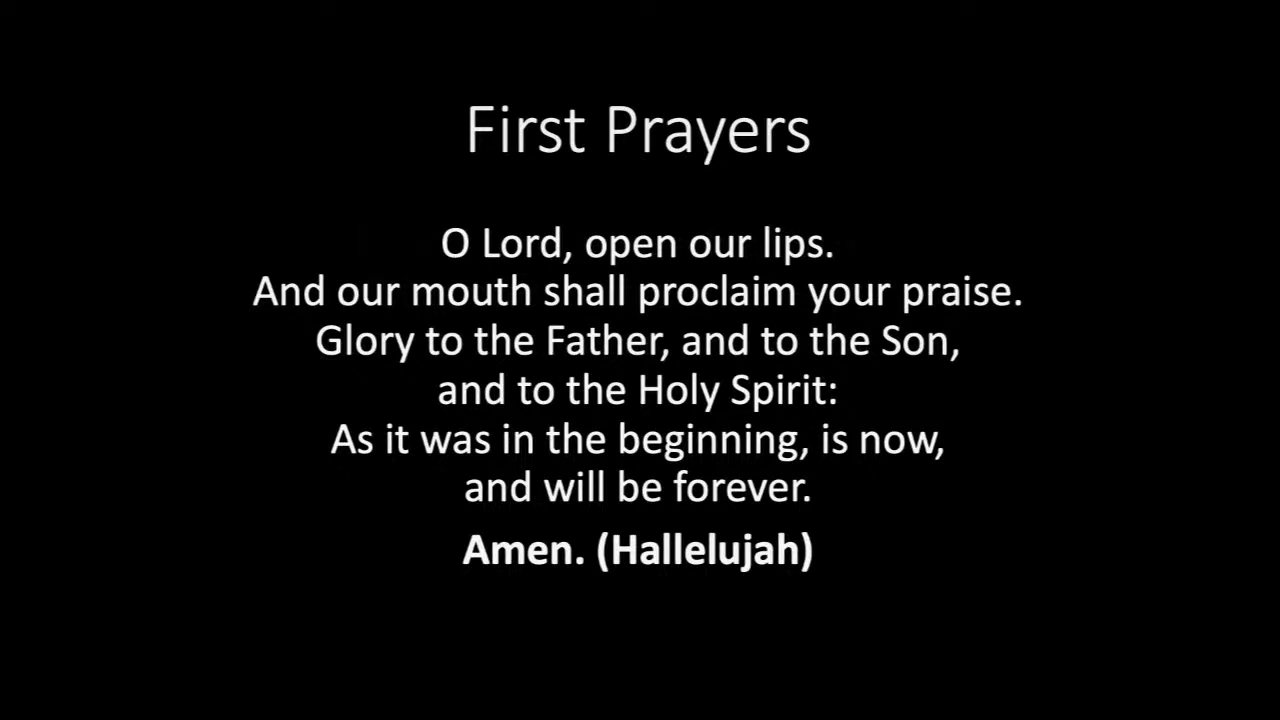 First Prayers
O Lord, open our lips.
And our mouth shall proclaim your praise.
Glory to the Father, and to the Son,
and to the Holy Spirit:
As it was in the beginning, is now,
and will be forever.
Amen. (Hallelujah)